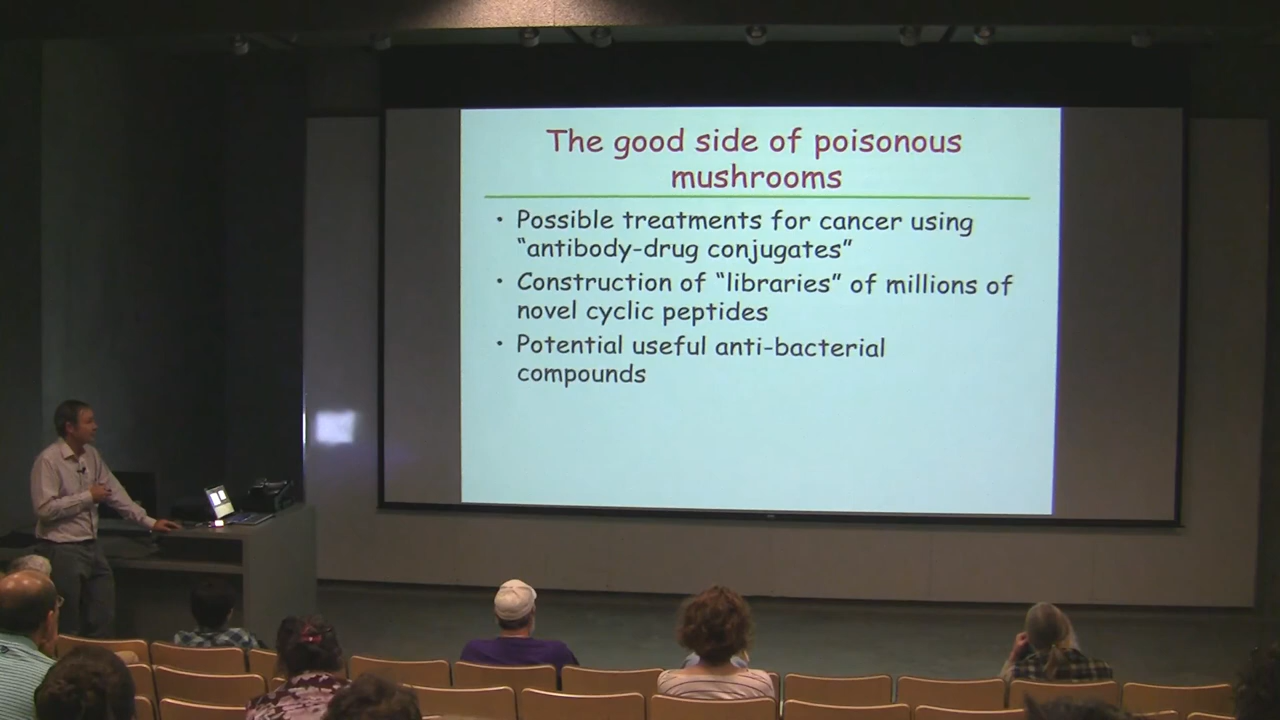 The good side of poisonous
mushrooms
• Possible treatments for cancer using
“antibody-drug conjugates”
• Construction of “libraries” of millions of
novel cyclic peptides
• Potential useful anti-bacterial
compounds